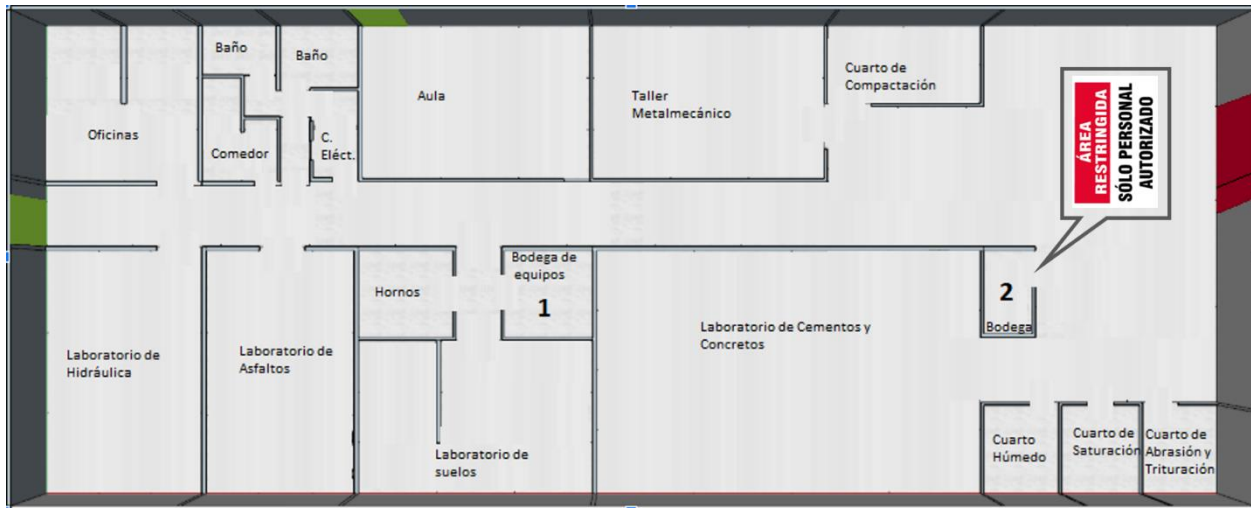 Baño
Baño
Cuarto de
Compactación
Aula
Taller
Metalmecánico
ÁREA
RESTRINGIDA
SÓLO PERSONAL
AUTORIZADO
Oficinas
Comedor
C.
Eléct.
Bodega de
equipos
1
Hornos
2
Bodega
Laboratorio de Cementos y
Concretos
Laboratorio de
Hidráulica
Laboratorio de
Asfaltos
Laboratorio de
suelos
Cuarto
Húmedo
Cuarto de
Saturación
Cuarto de
Abrasión y
Trituración